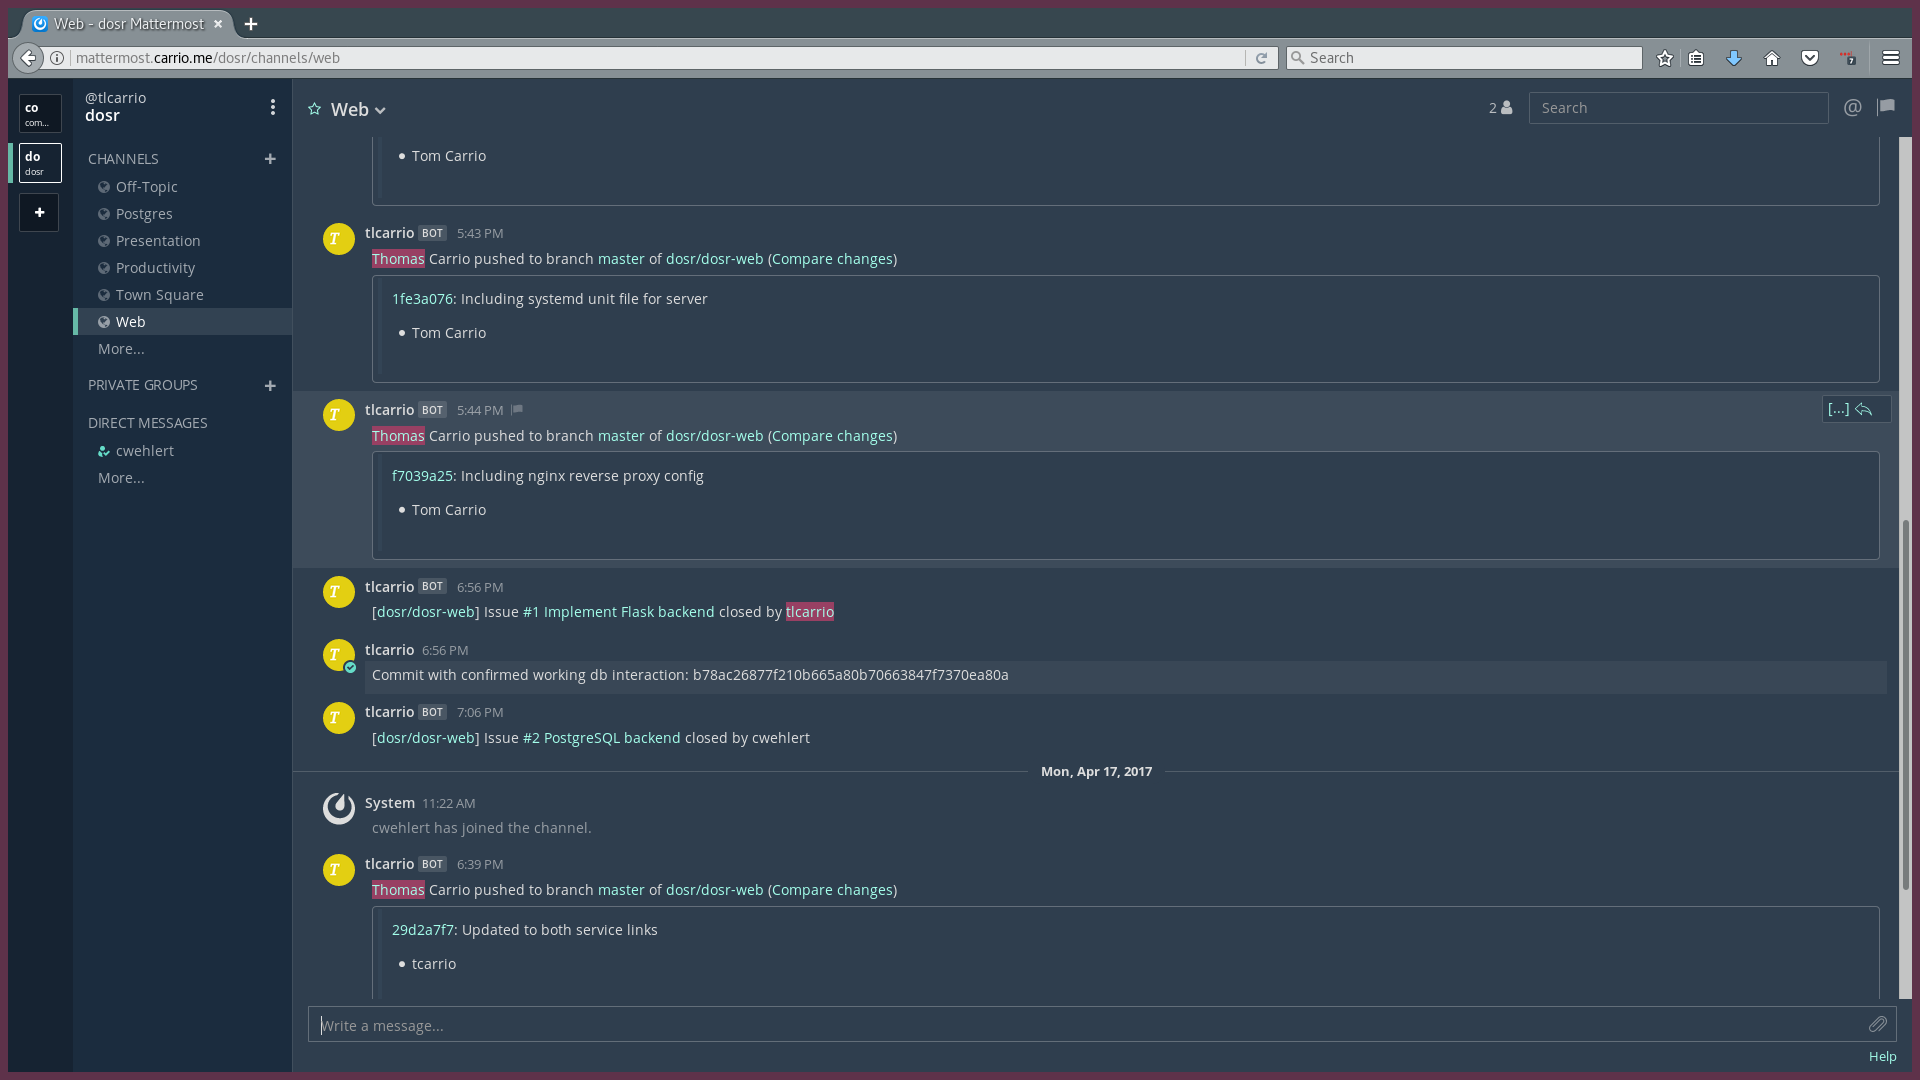 Web - dosr Mattermost
mattermost.carrio.me/dosr/channels/web
Search
7
co
com...
do
dosr
+
@tlcarrio
dosr
CHANNELS
Off-Topic
Postgres
Presentation
Productivity
Town Square
Web
More...
PRIVATE GROUPS
DIRECT MESSAGES
cwehlert
More...
Web
2
Search
@
• Tom Carrio
T
tlcarrio BOT 5:43 PM
Thomas Carrio pushed to branch master of dosr/dosr-web (Compare changes)
1fe3a076: Including systemd unit file for server
• Tom Carrio
T
tlcarrio BOT 5:44 PM
[...]
Thomas Carrio pushed to branch master of dosr/dosr-web (Compare changes)
f7039a25: Including nginx reverse proxy config
• Tom Carrio
T
tlcarrio BOT 6:56 PM
[dosr/dosr-web] Issue #1 Implement Flask backend closed by tlcarrio
T
tlcarrio 6:56 PM
Commit with confirmed working db interaction: b78ac26877f210b665a80b70663847f7370ea80a
T
tlcarrio BOT 7:06 PM
[dosr/dosr-web] Issue #2 PostgreSQL backend closed by cwehlert
Mon, Apr 17, 2017
System 11:22 AM
cwehlert has joined the channel.
T
tlcarrio BOT 6:39 PM
Thomas Carrio pushed to branch master of dosr/dosr-web (Compare changes)
29d2a7f7: Updated to both service links
• tcarrio
Write a message...
Help